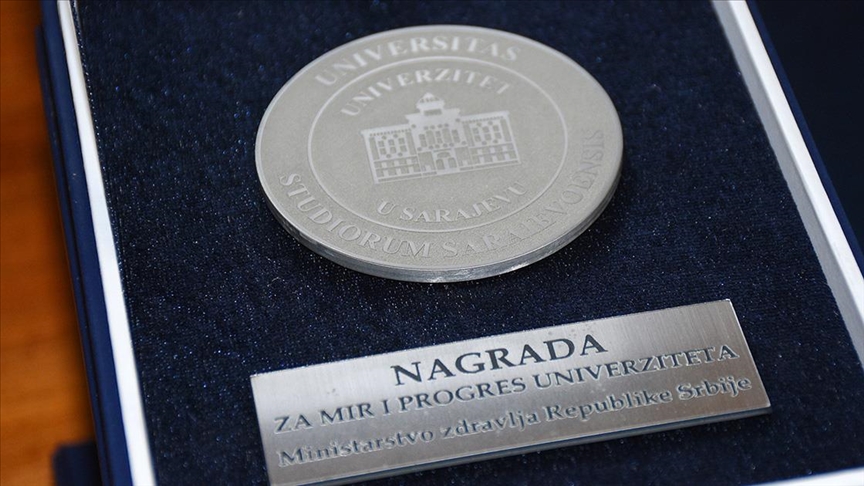 UNIVERSITAS
UNIVERZITET
U SARAJEVU
STUDIORUM SARAJEVOENSIS
NAGRADA
ZA MIR I PROGRES UNIVERZITETA
Ministarstvo zdravlja Republike Srbije